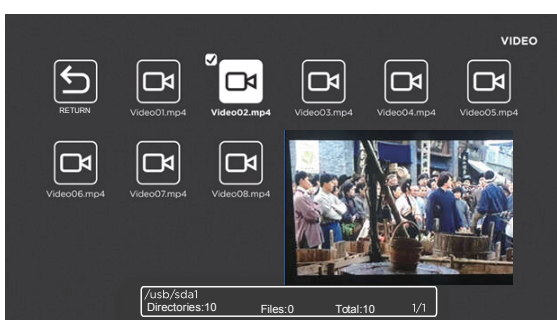 VIDEO
RETURN
Video01.mp4
Video02.mp4
Video03.mp4
Video04.mp4
Video05.mp4
Video06.mp4
Video07.mp4
Video08.mp4
/usb/sda1
Directories:10 Files:0 Total:10 1/1